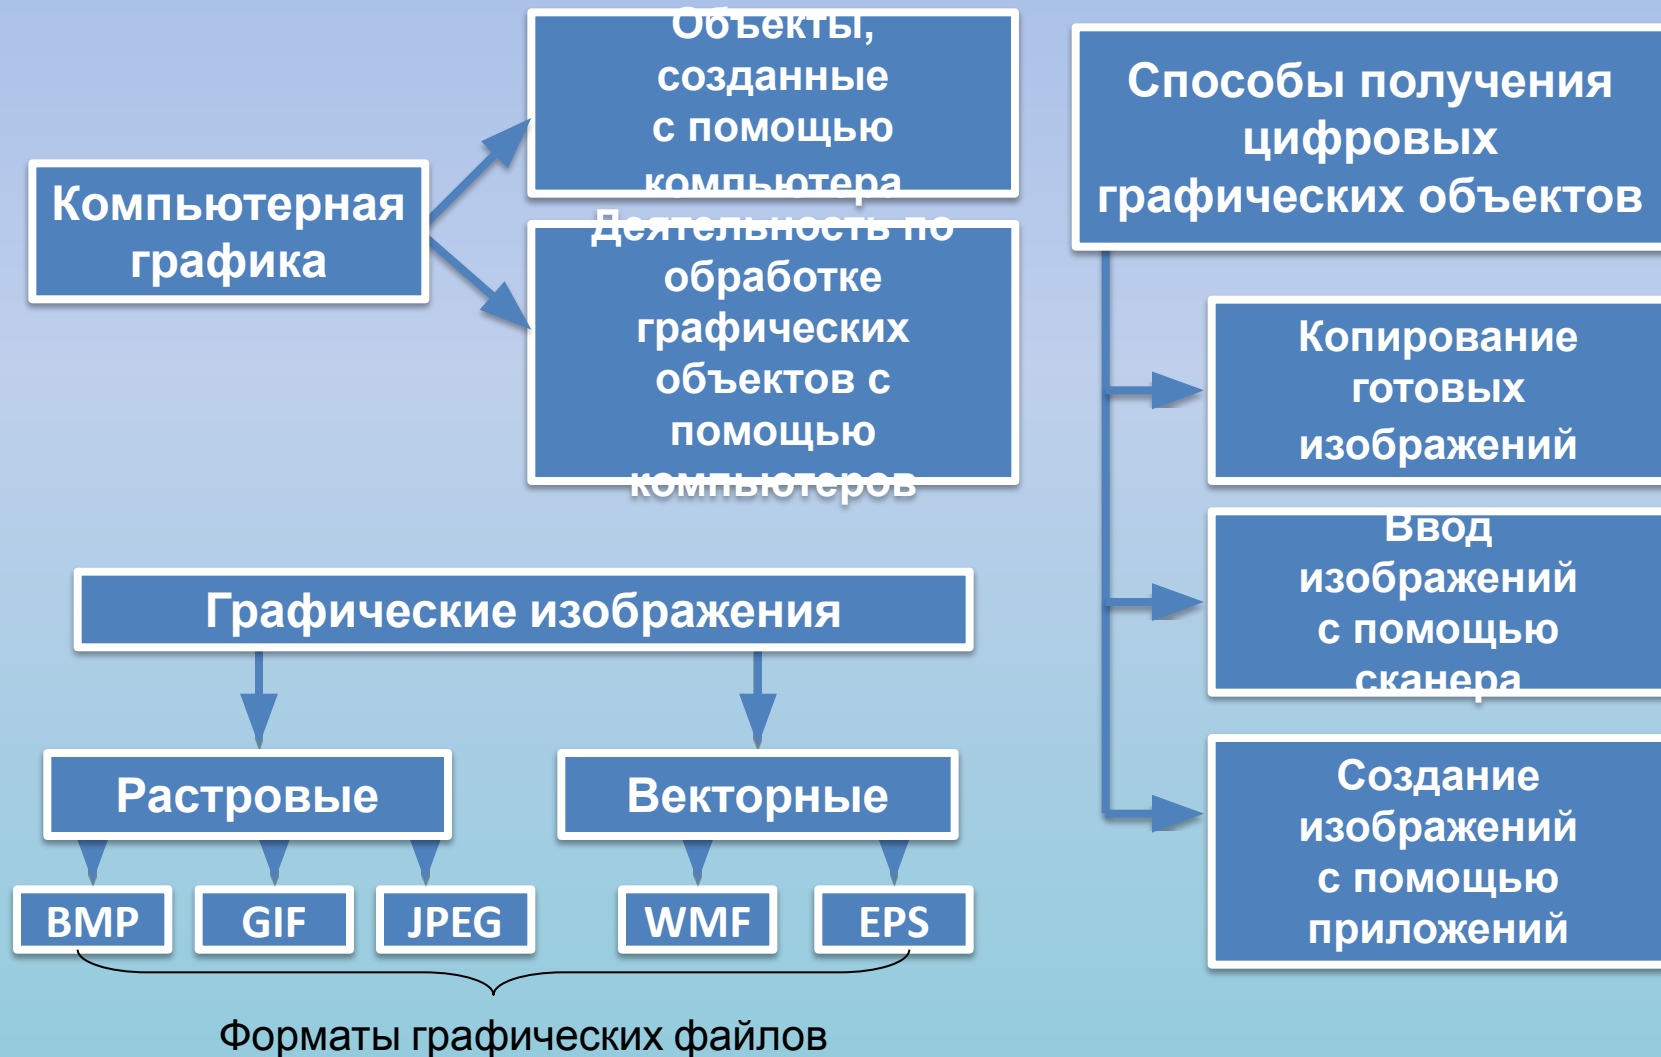 Компьютерная
графика
Объекты,
созданные
с помощью
компьютера
Деятельность по
обработке
графических
объектов с
помощью
компьютеров
Способы получения
цифровых
графических объектов
Копирование
готовых
изображений
Ввод
изображений
с помощью
сканера
Создание
изображений
с помощью
приложений
Графические изображения
Растровые
Векторные
BMP
GIF
JPEG
WMF
EPS
Форматы графических файлов